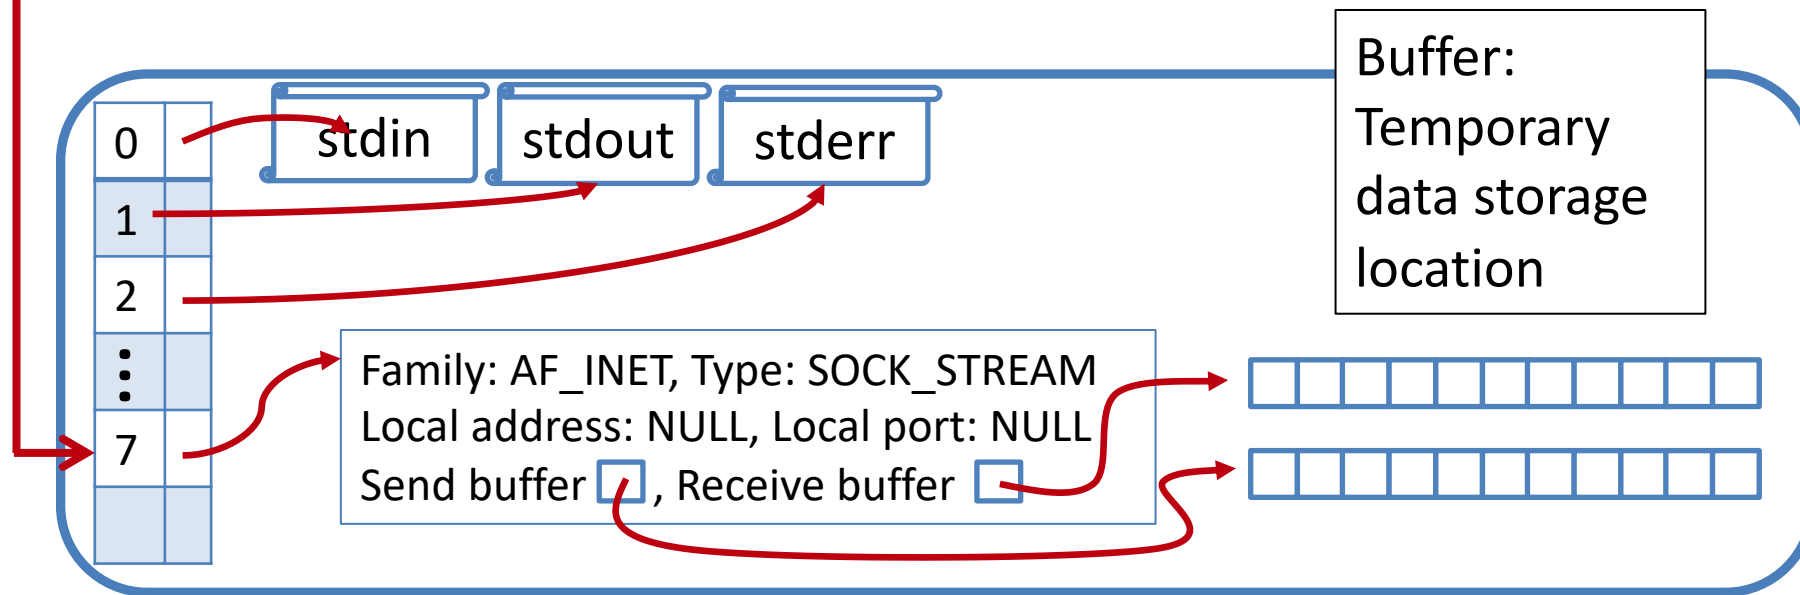 Buffer:
Temporary
data storage
location
0
stdin
stdout
stderr
1
2
⋮
Family: AF_INET, Type: SOCK_STREAM
Local address: NULL, Local port: NULL
7
Send buffer , Receive buffer